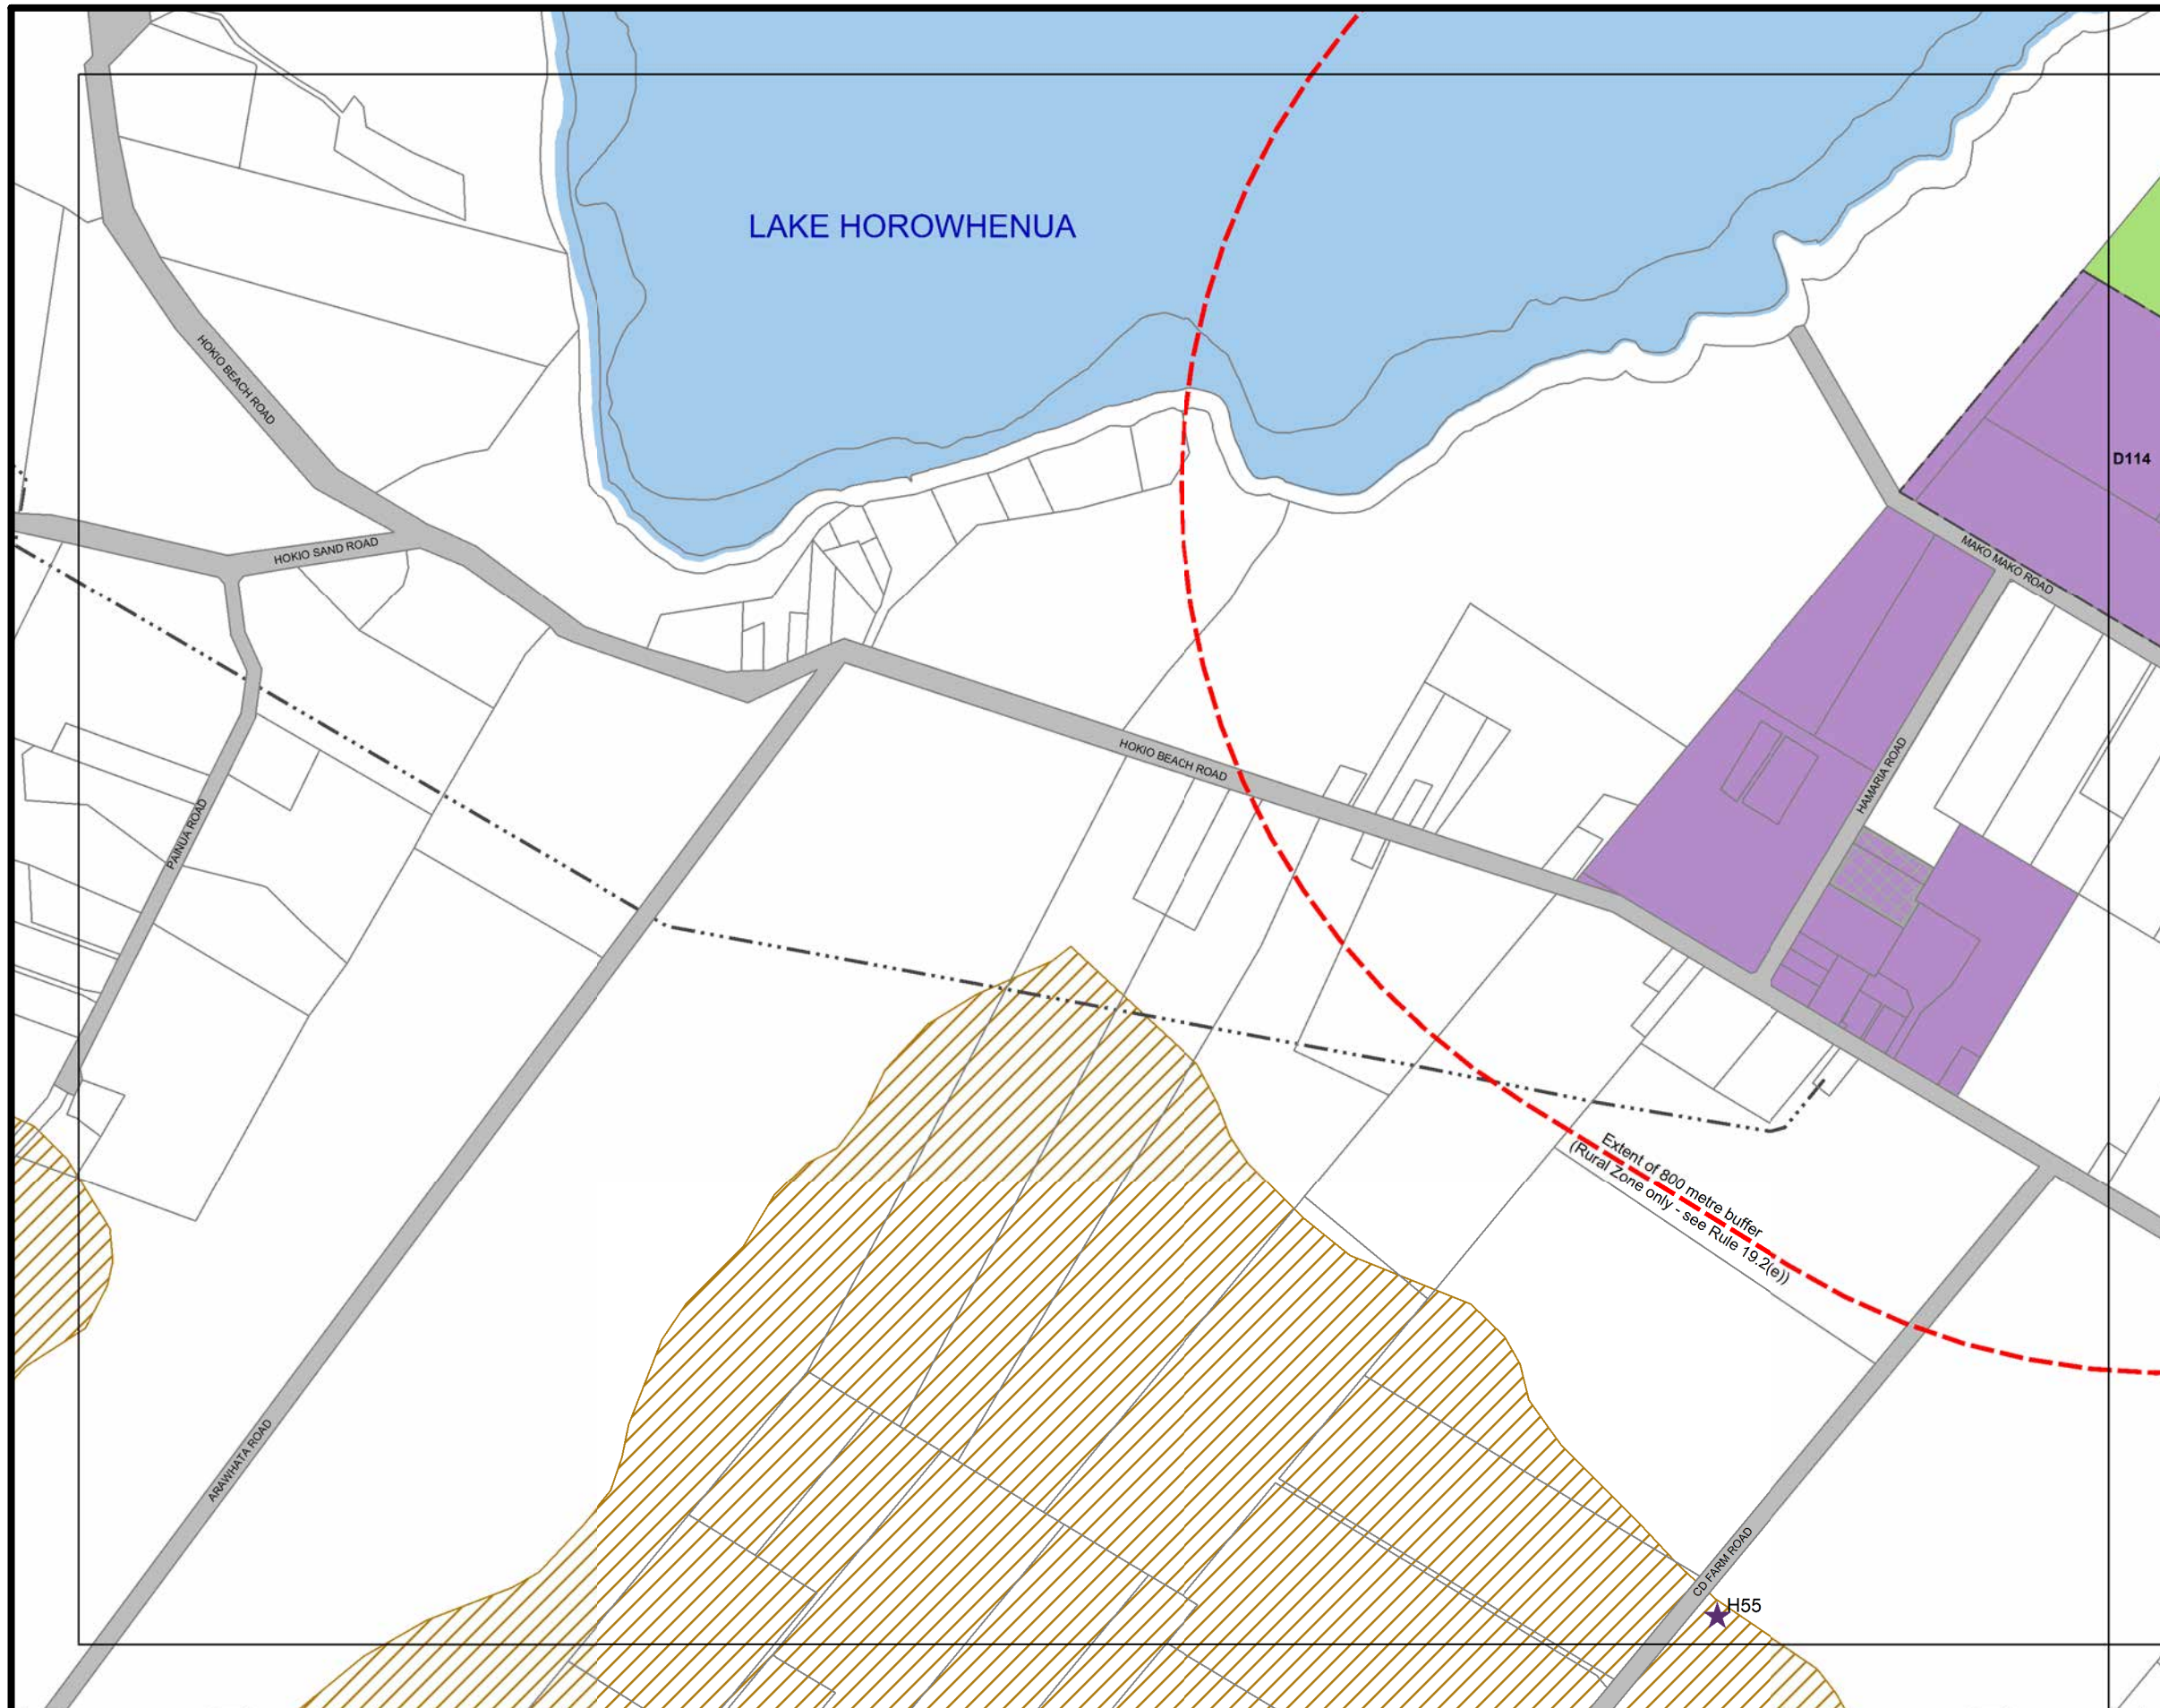 LAKE HOROWHENUA
HOKIO BEACH ROAD
D114
HOKIO SAND ROAD
MAKO MAKO ROAD
HOKIO BEACH ROAD
HAMARIA ROAD
PAINUA ROAD
Extent of 800 metre buffer
(Rural Zone only - see Rule 19.2(e))
ARAWHATA ROAD
CD FARM ROAD
H55